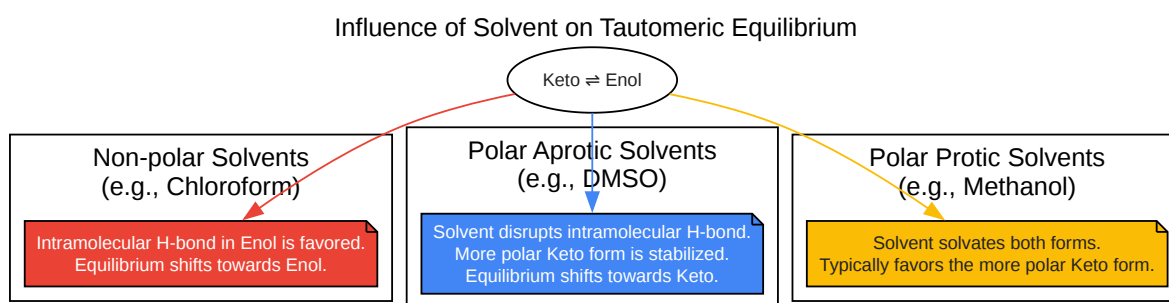 Influence of Solvent on Tautomeric Equilibrium
Keto ⇌ Enol
Non-polar Solvents
(e.g., Chloroform)
Intramolecular H-bond in Enol is favored.
Equilibrium shifts towards Enol.
Polar Aprotic Solvents
(e.g., DMSO)
Solvent disrupts intramolecular H-bond.
More polar Keto form is stabilized.
Equilibrium shifts towards Keto.
Polar Protic Solvents
(e.g., Methanol)
Solvent solvates both forms.
Typically favors the more polar Keto form.